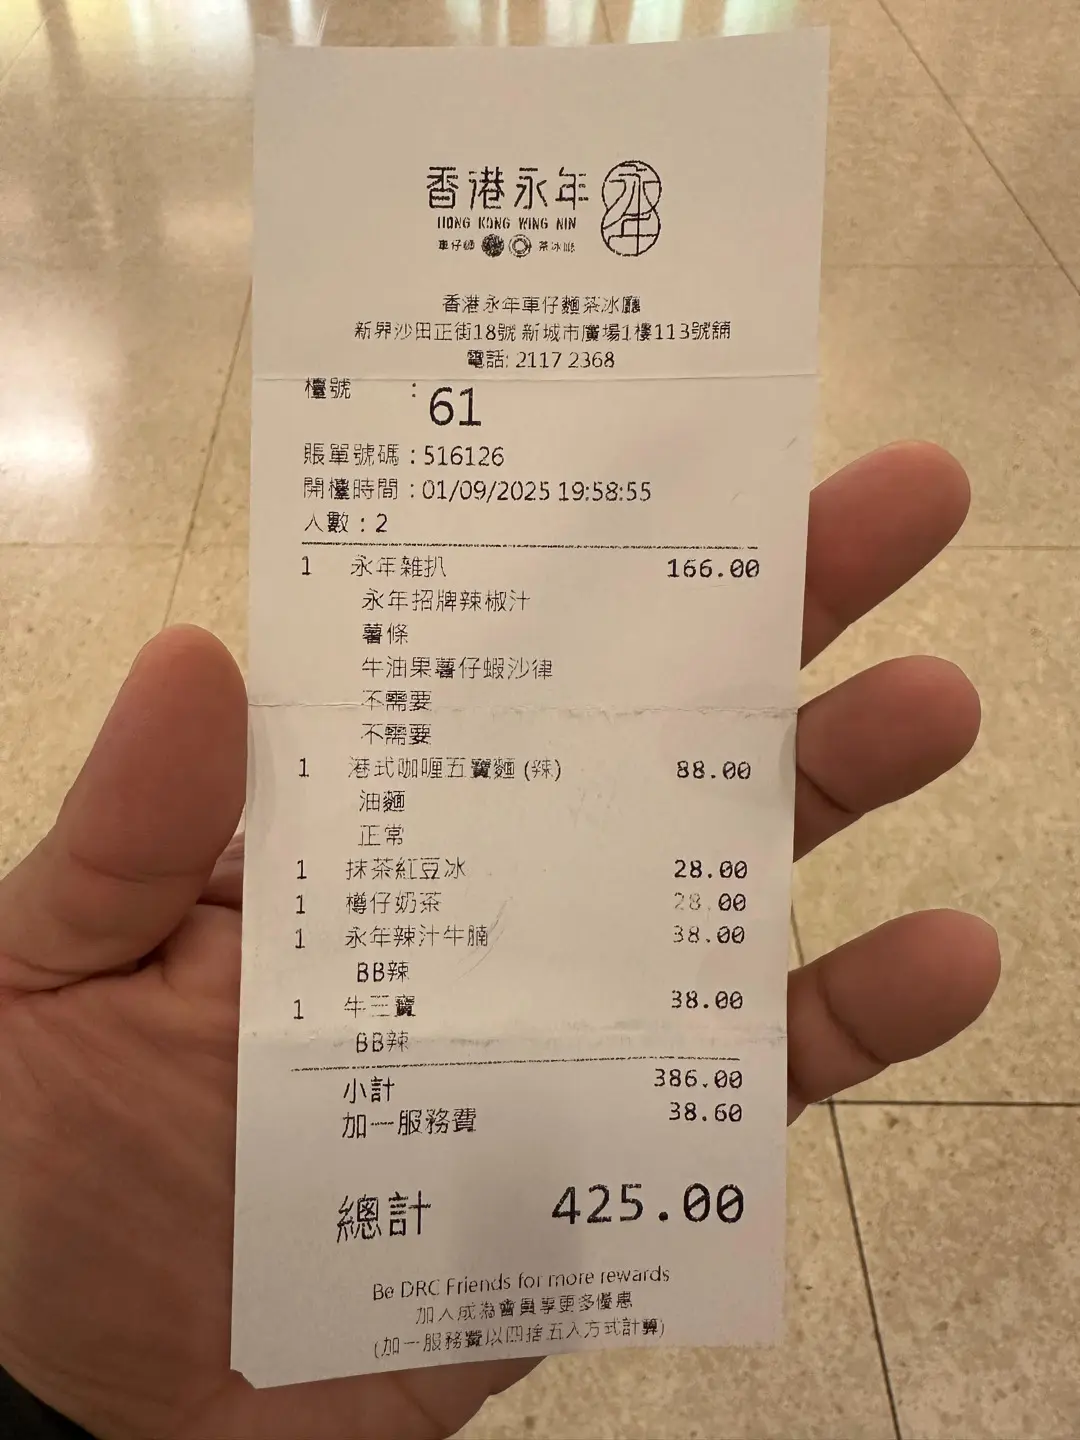 香港永年 永年
HONG KONG WING NIN
車仔麵 茶冰廳
香港永年車仔麵茶冰廳
新界沙田正街18號 新城市廣場1樓113號舖
電話: 2117 2368
檯號 : 61
賬單號碼 : 516126
開檯時間 : 01/09/2025 19:58:55
人數 : 2
1 永年雜扒 166.00
永年招牌辣椒汁
薯條
牛油果薯仔蝦沙律
不需要
不需要
1 港式咖喱五寶麵 (辣) 88.00
油麵
正常
1 抹茶紅豆冰 28.00
1 樽仔奶茶 28.00
1 永年辣汁牛腩 38.00
BB辣
1 牛三寶 38.00
BB辣
小計 386.00
加一服務費 38.60
總計 425.00
Be DRC Friends for more rewards
加入成為會員享更多優惠
(加一服務費以四捨五入方式計算)